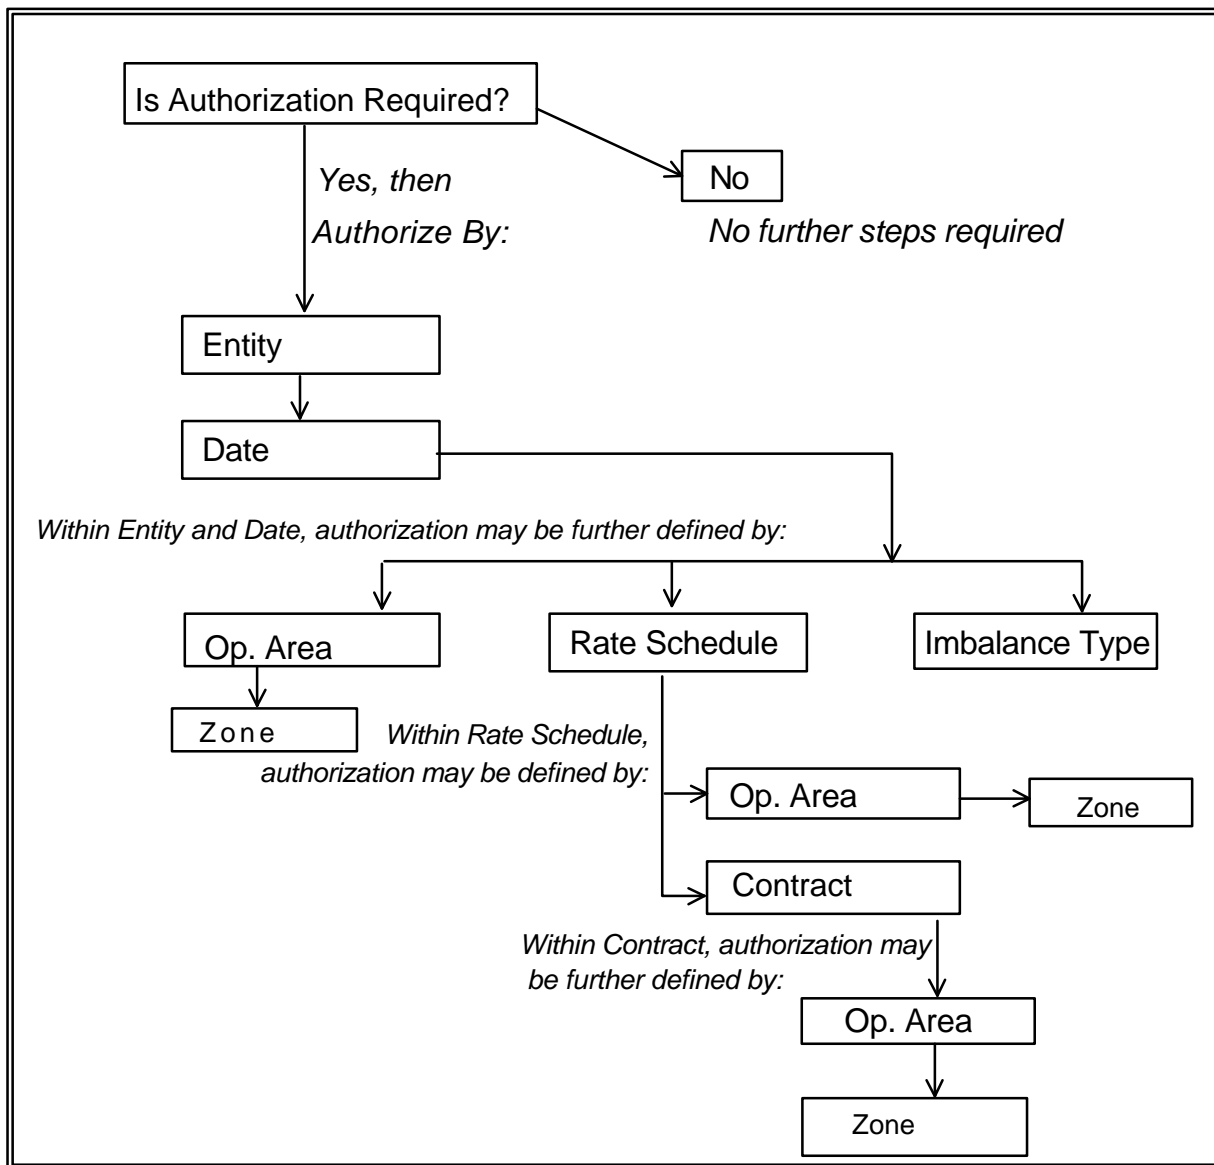 Is Authorization Required?
No
Yes, then
Authorize By:
No further steps required
Entity
Date
Within Entity and Date, authorization may be further defined by:
Op. Area
Rate Schedule
Imbalance Type
Zone
Within Rate Schedule,
authorization may be defined by:
Op. Area
Zone
Contract
Within Contract, authorization may
be further defined by:
Op. Area
Zone